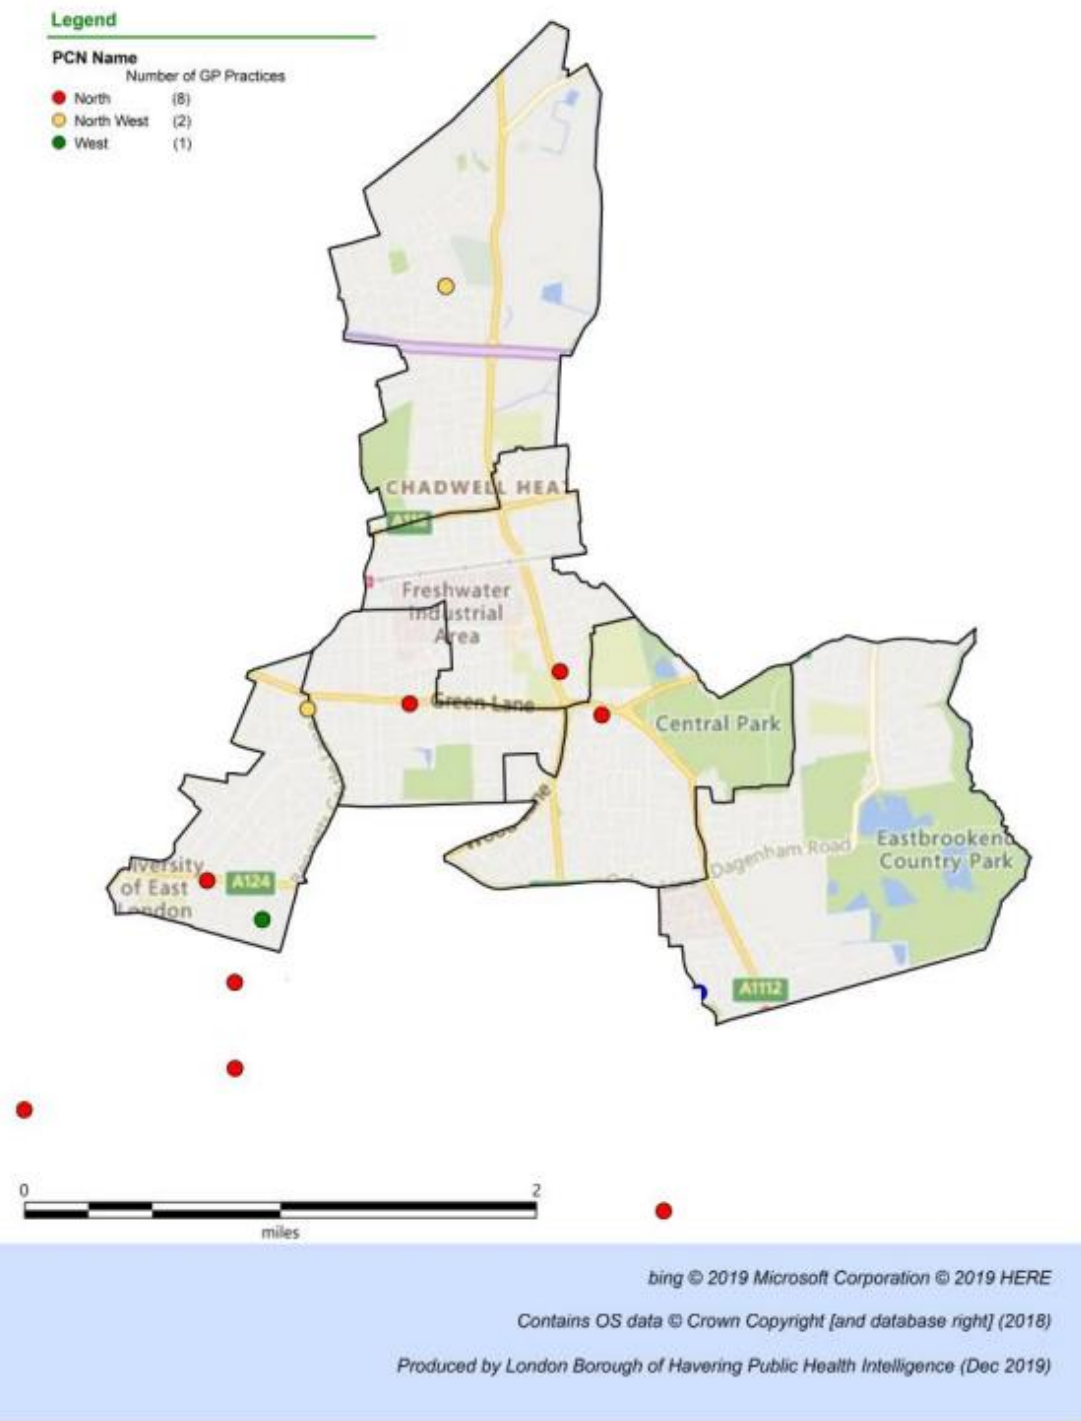 Legend
PCN Name
Number of GP Practices
North (8)
North West (2)
West (1)
CHADWELL HEA
Freshwater
Industrial
Area
Green Lane
Central Park
Dagenham Road
Eastbrookend
Country Park
of East
London
A124
A1112
0 2
miles
bing © 2019 Microsoft Corporation © 2019 HERE
Contains OS data © Crown Copyright [and database right] (2018)
Produced by London Borough of Havering Public Health Intelligence (Dec 2019)